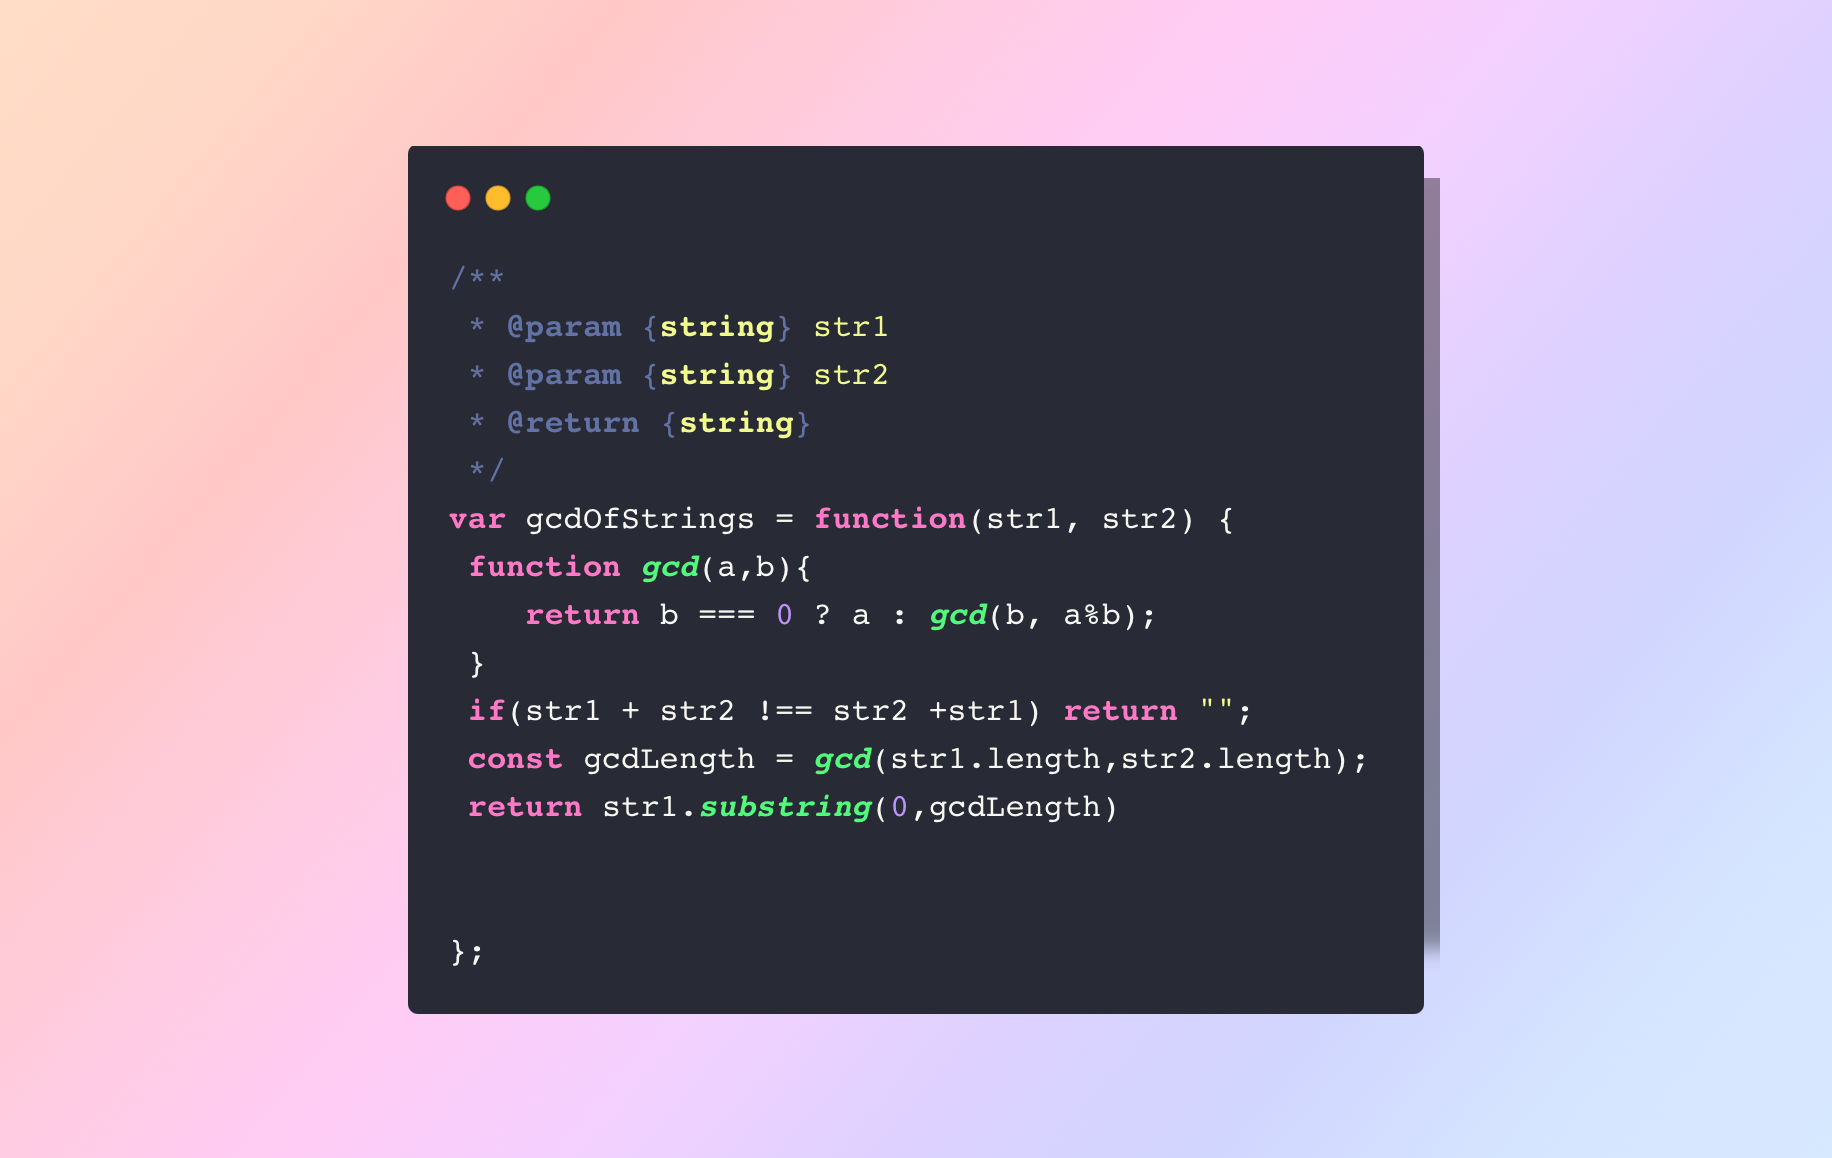 /**
 * @param {string} str1
 * @param {string} str2
 * @return {string}
 */
var gcdOfStrings = function(str1, str2) {
 function gcd(a,b){
    return b === 0 ? a : gcd(b, a%b);
 }
 if(str1 + str2 !== str2 +str1) return "";
 const gcdLength = gcd(str1.length,str2.length);
 return str1.substring(0,gcdLength)
};